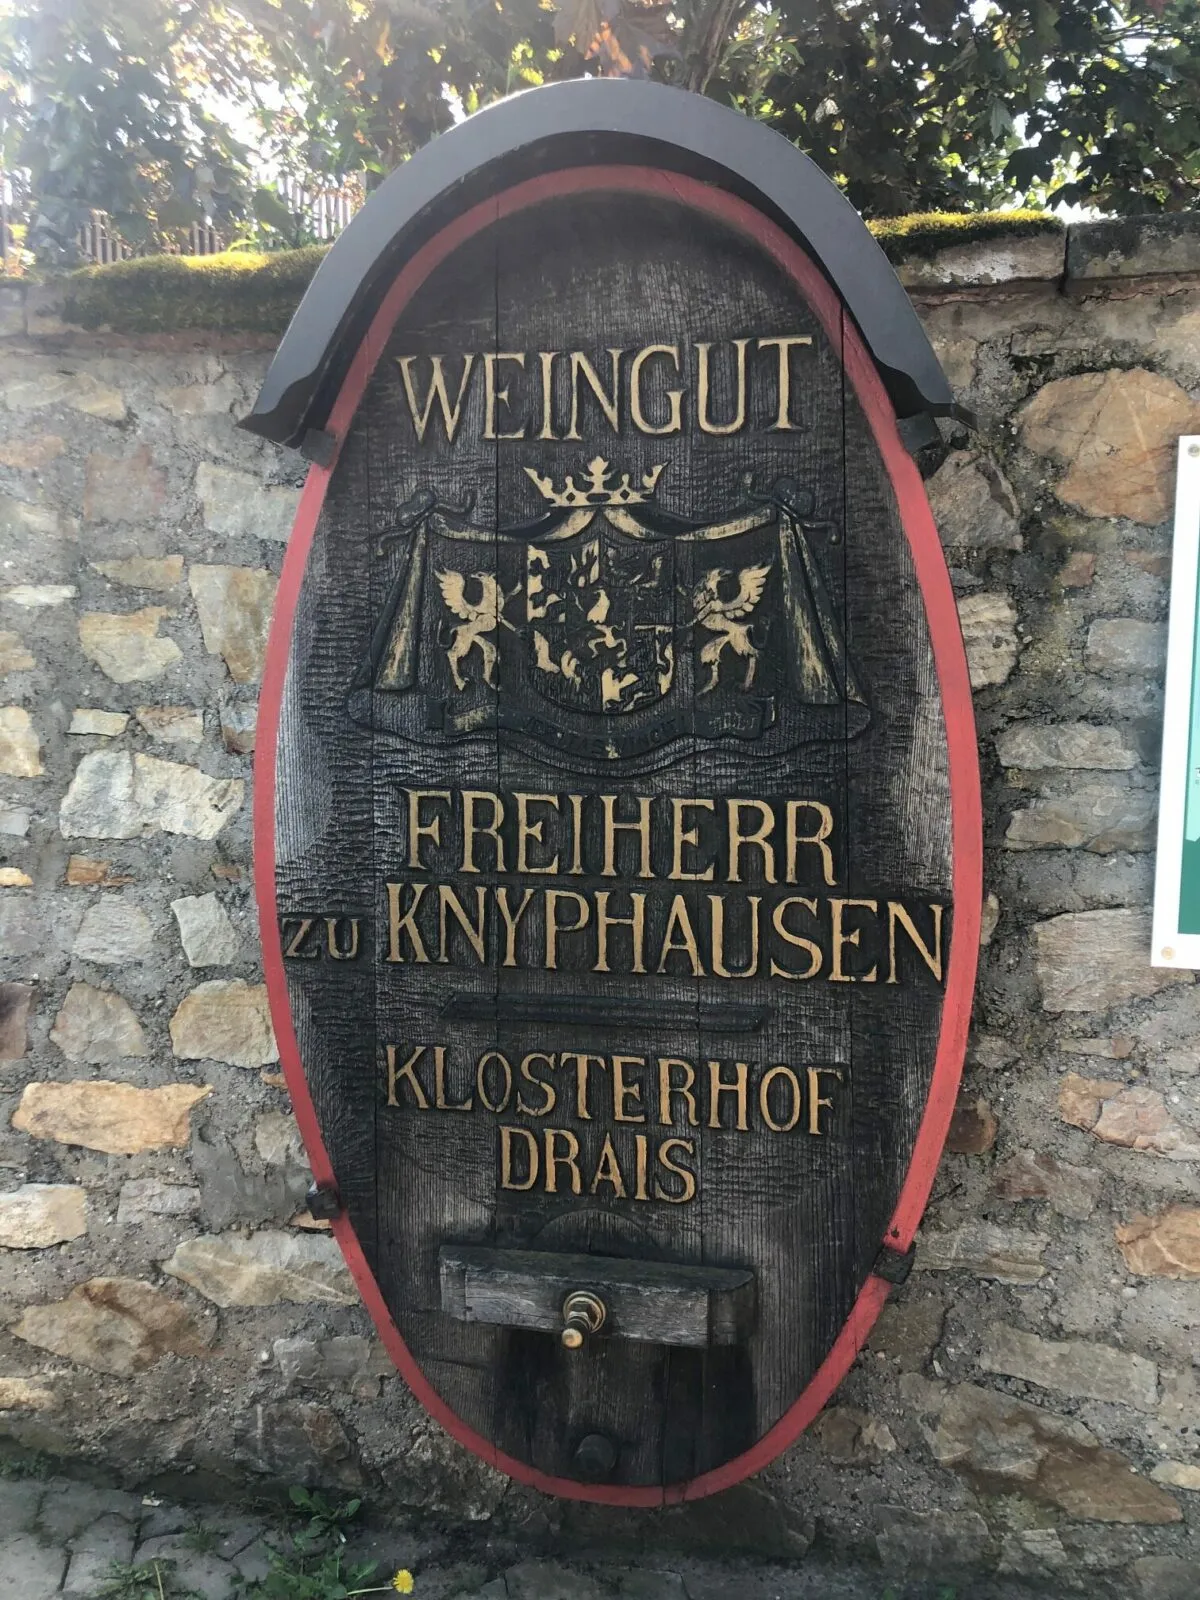 WEINGUT
FREIHERR
ZU KNYPHAUSEN
KLOSTERHOF
DRAIS